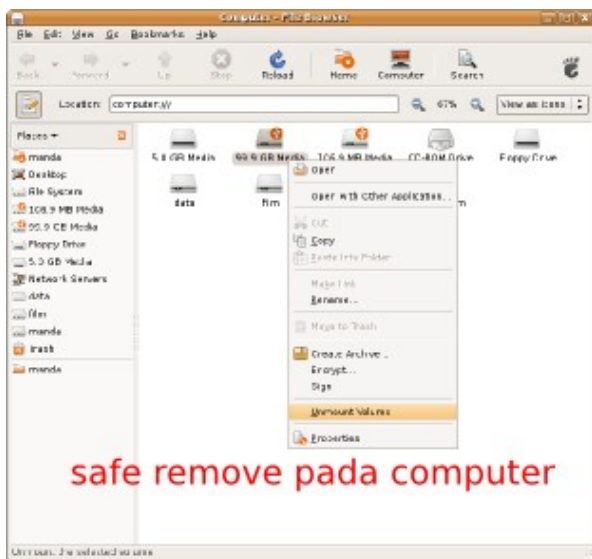 Computer - File Browser
File Edit View Go Bookmarks Help
Back Forward Up Stop Reload Home Computer Search
Location: computer:/// 67% View as Icons
Places
manda
Desktop
File System
106.9 MB Media
99.9 GB Media
Floppy Drive
5.0 GB Media
Network Servers
data
film
manda
Trash
manda
5.0 GB Media 99.9 GB Media 106.9 MB Media CD-ROM Drive Floppy Drive
data film
Open
Open with Other Application...
Cut
Copy
Paste Into Folder
Make Link
Rename...
Move to Trash
Create Archive...
Encrypt...
Sign
Unmount Volume
Properties
safe remove pada computer
Unmount the selected volume